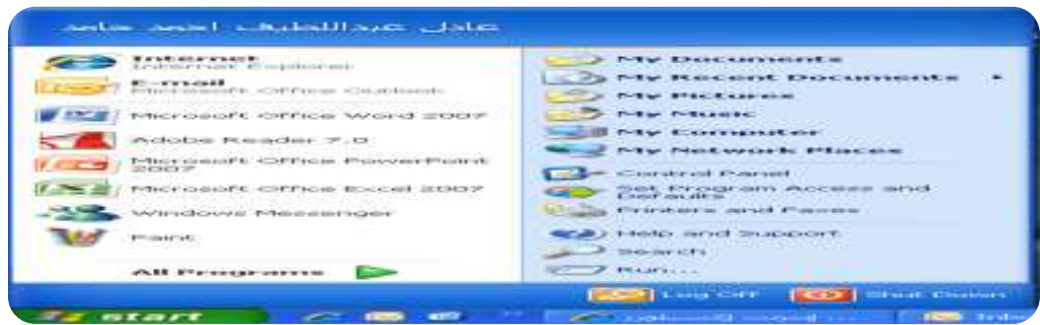 عادل عبداللطيف احمد حامد
Internet
Internet Explorer
E-mail
Microsoft Office Outlook
Microsoft Office Word 2007
Adobe Reader 7.0
Microsoft Office PowerPoint
2007
Microsoft Office Excel 2007
Windows Messenger
Paint
All Programs
My Documents
My Recent Documents
My Pictures
My Music
My Computer
My Network Places
Control Panel
Set Program Access and
Defaults
Printers and Faxes
Help and Support
Search
Run...
Log Off
Shut Down
start